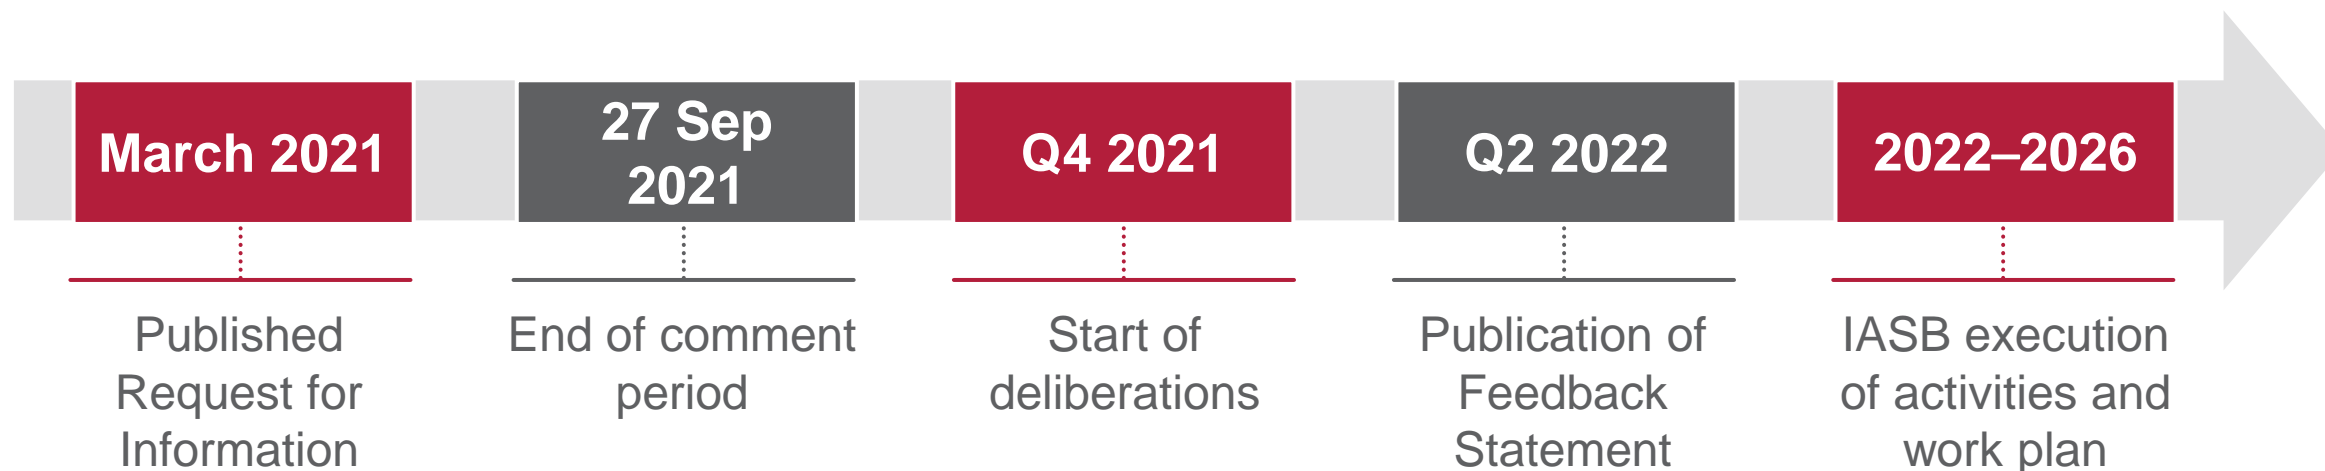 March 2021
27 Sep
2021
Q4 2021
Q2 2022
2022–2026
Published
Request for
Information
End of comment
period
Start of
deliberations
Publication of
Feedback
Statement
IASB execution
of activities and
work plan